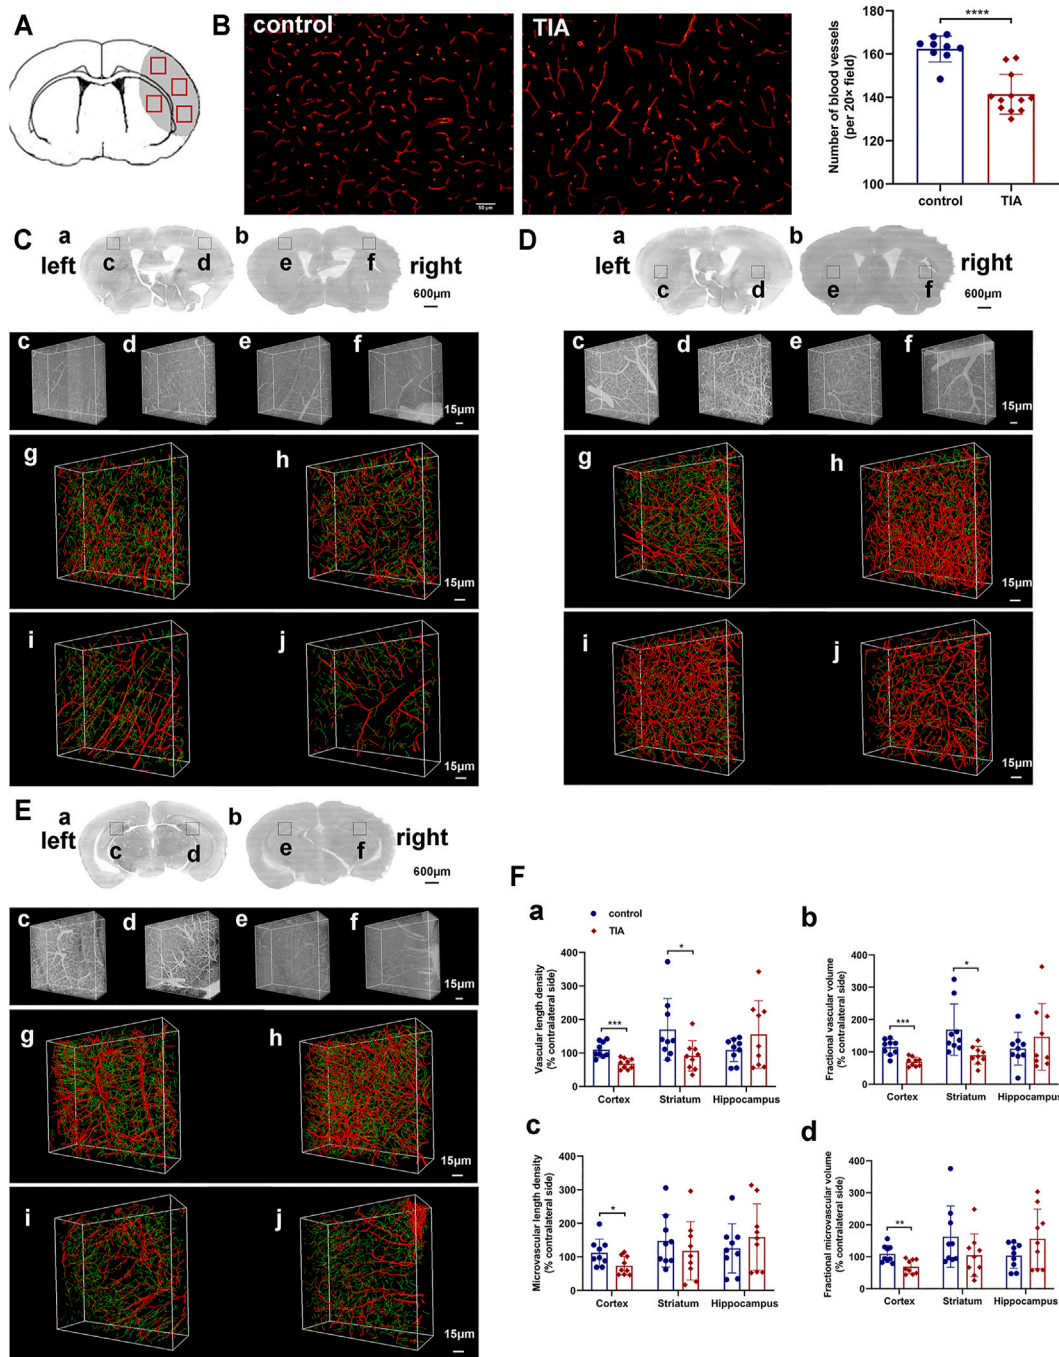 A
B
control
TIA
50 μm
Number of blood vessels
(per 20× field)
180
160
140
120
100
****
control
TIA
C
a
b
left
c
d
e
f
right
600μm
c
d
e
f
15μm
g
h
15μm
i
j
15μm
D
a
b
left
c
d
e
f
right
600μm
c
d
e
f
15μm
g
h
15μm
i
j
15μm
E
a
b
left
c
d
e
f
right
600μm
c
d
e
f
15μm
g
h
15μm
i
j
15μm
F
a
control
TIA
Vascular length density
(% contralateral side)
400
300
200
100
0
***
*
Cortex
Striatum
Hippocampus
b
Fractional vascular volume
(% contralateral side)
400
300
200
100
0
***
*
Cortex
Striatum
Hippocampus
c
Microvascular length density
(% contralateral side)
400
300
200
100
0
*
Cortex
Striatum
Hippocampus
d
Fractional microvascular volume
(% contralateral side)
400
300
200
100
0
**
Cortex
Striatum
Hippocampus